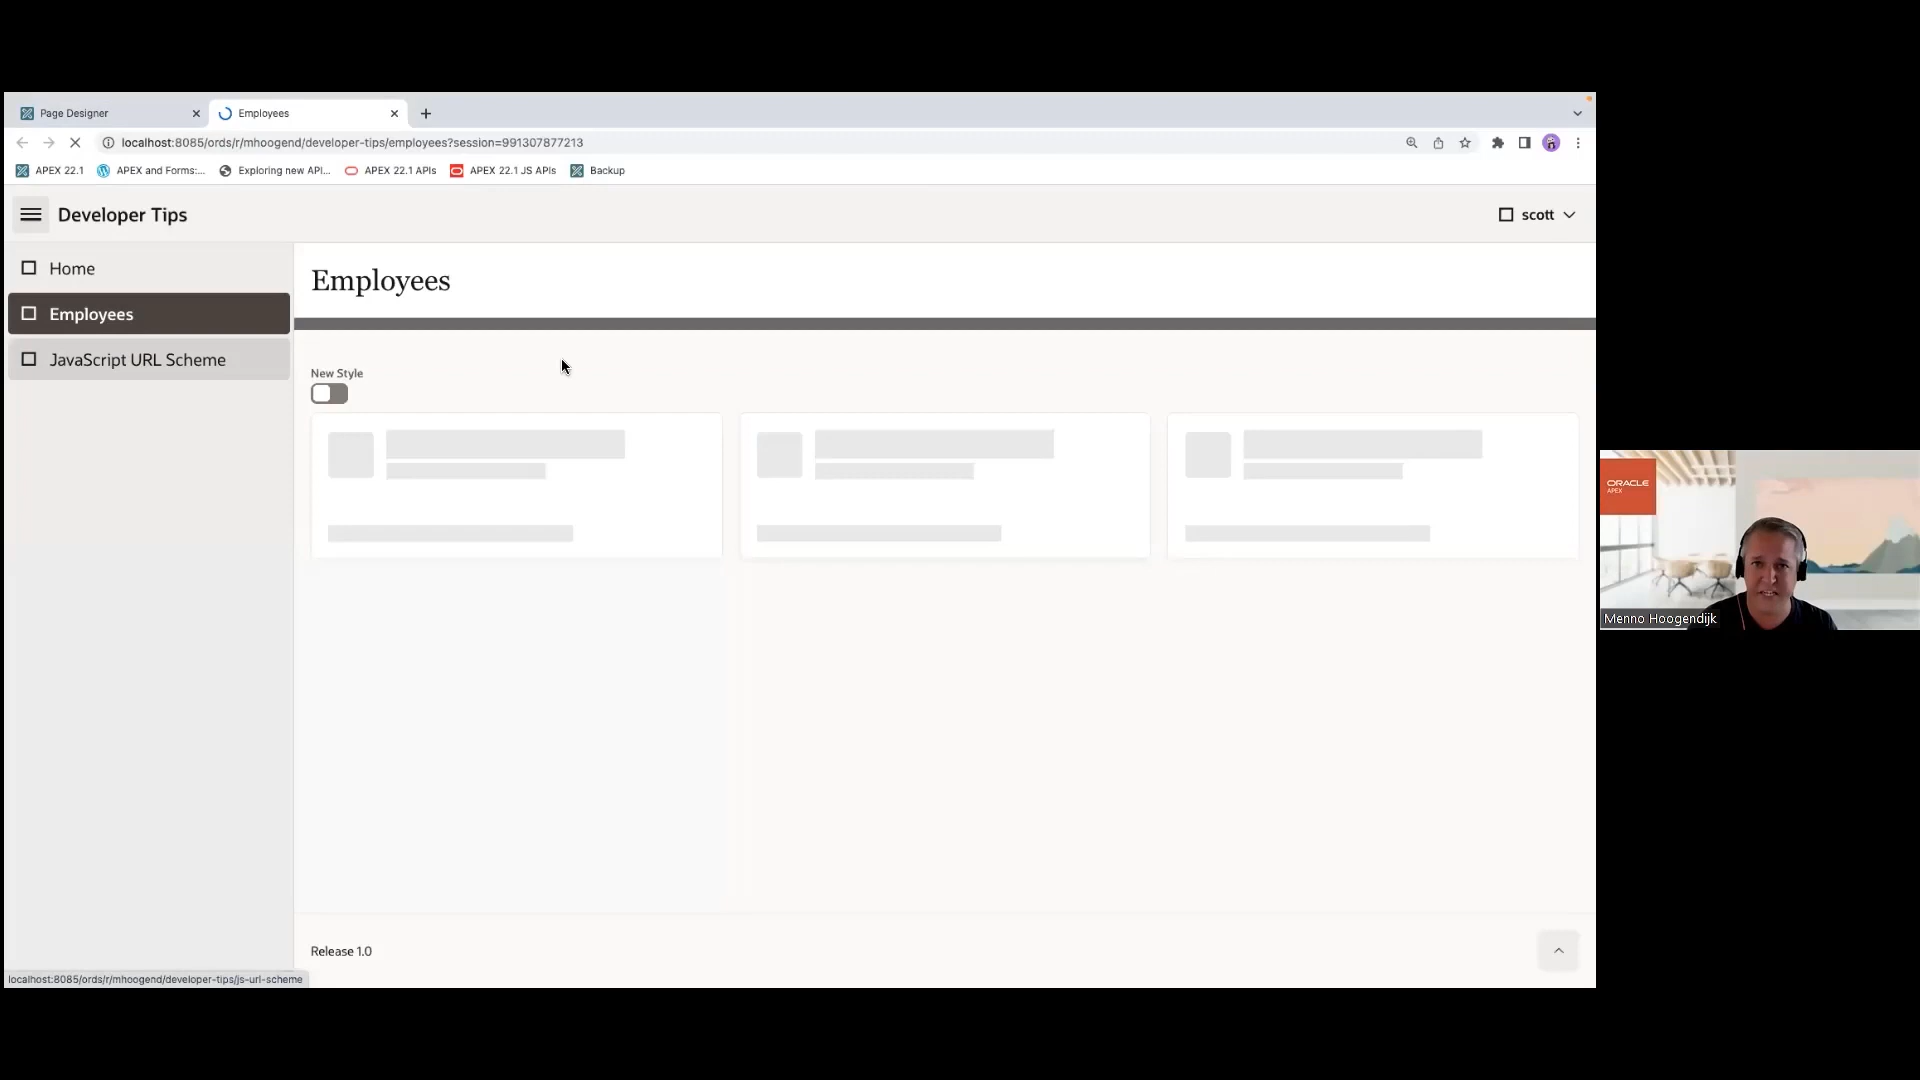 Page Designer
Employees
localhost:8085/ords/r/mhoogend/developer-tips/employees?session=991307877213
APEX 22.1
APEX and Forms:...
Exploring new API...
APEX 22.1 APIs
APEX 22.1 JS APIs
Backup
Developer Tips
scott
Home
Employees
JavaScript URL Scheme
Employees
New Style
Release 1.0
localhost:8085/ords/r/mhoogend/developer-tips/js-url-scheme
ORACLE
APEX
Menno Hoogendijk